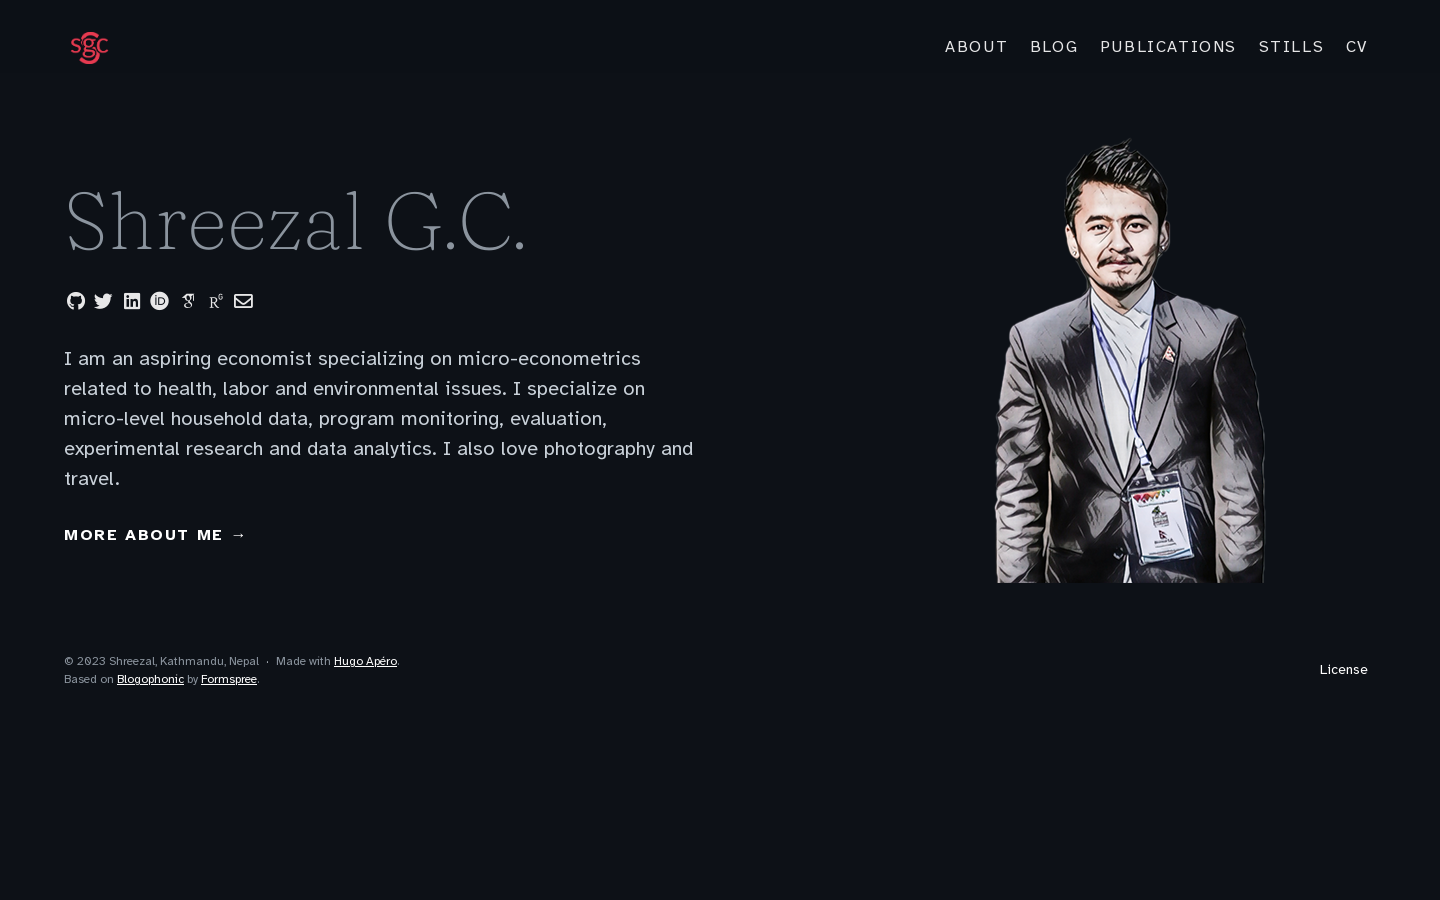 sgc
ABOUT BLOG PUBLICATIONS STILLS CV
Shreezal G.C.
iD R G
I am an aspiring economist specializing on micro-econometrics
related to health, labor and environmental issues. I specialize on
micro-level household data, program monitoring, evaluation,
experimental research and data analytics. I also love photography and
travel.
MORE ABOUT ME →
© 2023 Shreezal, Kathmandu, Nepal · Made with Hugo Apéro.
Based on Blogophonic by Formspree.
License